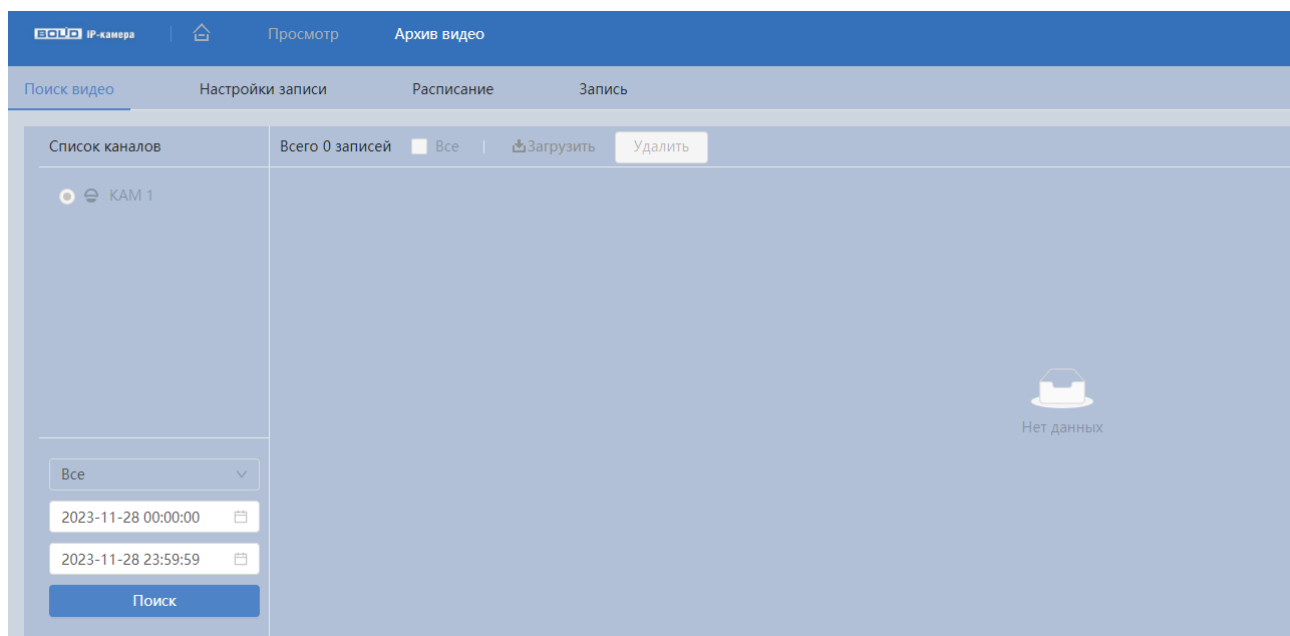 BOLID IP-камера Просмотр Архив видео
Поиск видео Настройки записи Расписание Запись
Список каналов Всего 0 записей Все Загрузить Удалить
КАМ 1
Нет данных
Все
2023-11-28 00:00:00
2023-11-28 23:59:59
Поиск